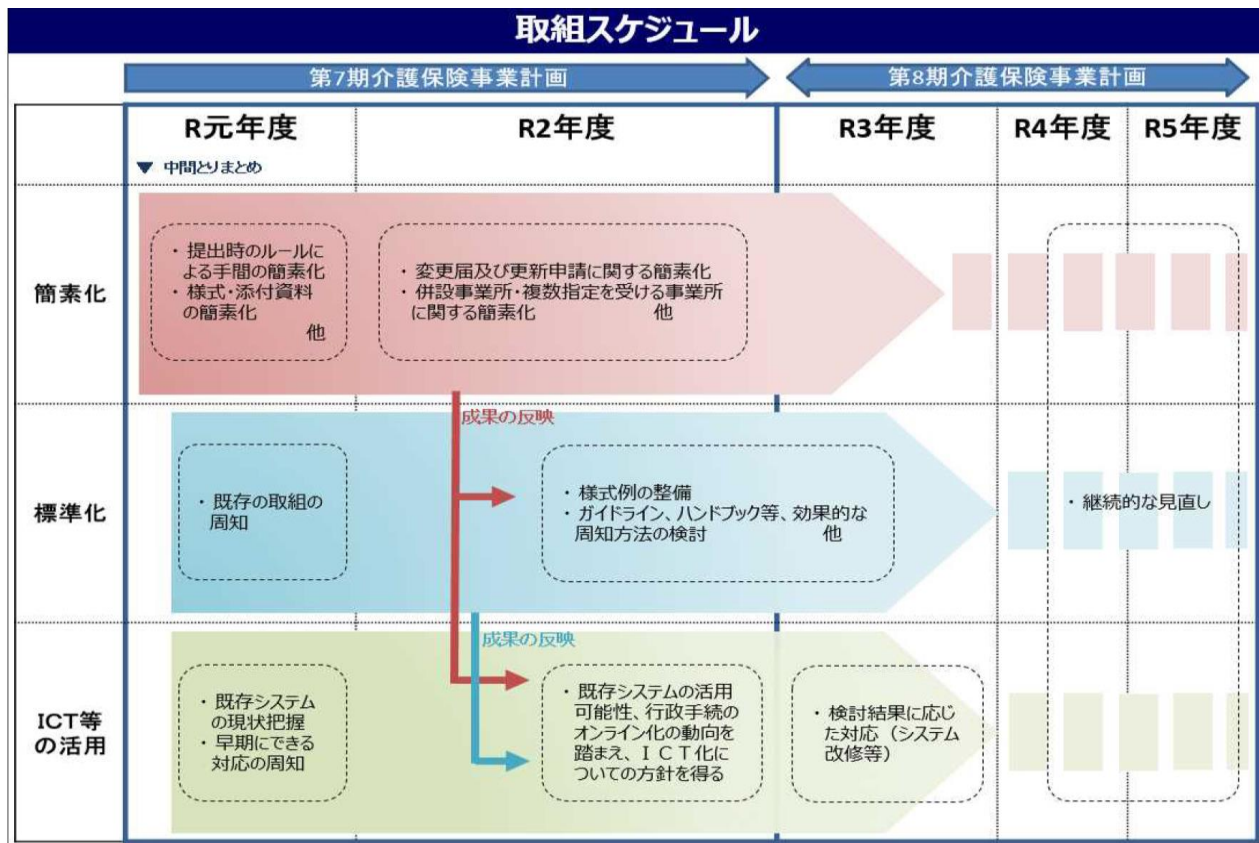 取組スケジュール
第7期介護保険事業計画
第8期介護保険事業計画
R元年度
R2年度
R3年度
R4年度
R5年度
▼ 中間とりまとめ
簡素化
・ 提出時のルールに
よる手間の簡素化
・ 様式・添付資料
の簡素化
他
・ 変更届及び更新申請に関する簡素化
・ 併設事業所・複数指定を受ける事業所
に関する簡素化 他
成果の反映
標準化
・ 既存の取組の
周知
・ 様式例の整備
・ ガイドライン、ハンドブック等、効果的な
周知方法の検討 他
・ 継続的な見直し
成果の反映
ICT等
の活用
・ 既存システム
の現状把握
・ 早期にできる
対応の周知
・ 既存システムの活用
可能性、行政手続の
オンライン化の動向を
踏まえ、ＩＣＴ化に
ついての方針を得る
・ 検討結果に応じ
た対応（システム
改修等）